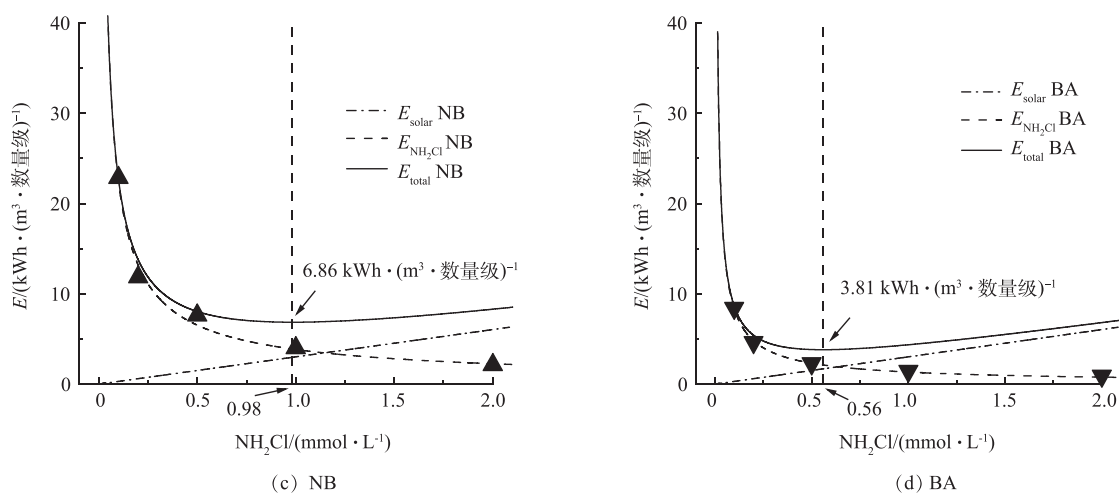 40
30
20
10
0
E/(kWh·(m³·数量级)⁻¹)
E_solar NB
E_NH₂Cl NB
E_total NB
6.86 kWh·(m³·数量级)⁻¹
0 0.5 1.0 1.5 2.0
0.98
NH₂Cl/(mmol·L⁻¹)
(c) NB
40
30
20
10
0
E/(kWh·(m³·数量级)⁻¹)
E_solar BA
E_NH₂Cl BA
E_total BA
3.81 kWh·(m³·数量级)⁻¹
0 0.5 1.0 1.5 2.0
0.56
NH₂Cl/(mmol·L⁻¹)
(d) BA